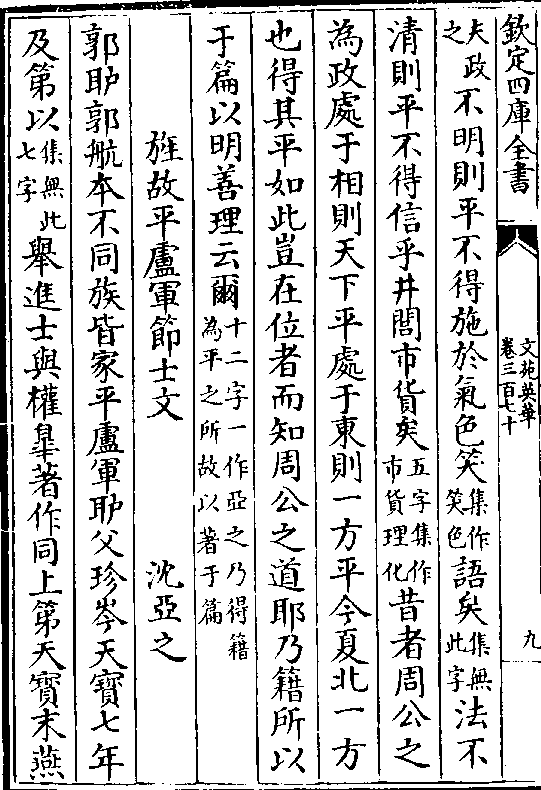 欽定四庫全書
文苑英華
卷三百七十
九
夫政之不明則平不得施於氣色笑集作笑色語矣集無此字法不
清則平不得信乎井閭市貨矣五字集作市貨理化昔者周公之
為政處于相則天下平處于東則一方平今夏北一方
也得其平如此豈在位者而知周公之道耶乃籍所以
于篇以明善理云爾十二字一作亞之乃得籍為平之所故以著于篇
旌故平盧軍節士文　沈亞之
郭郭航本不同族皆家平盧軍父珍岑天寶七年
及第以集無此七字舉進士與權皐著作同上第天寶末燕